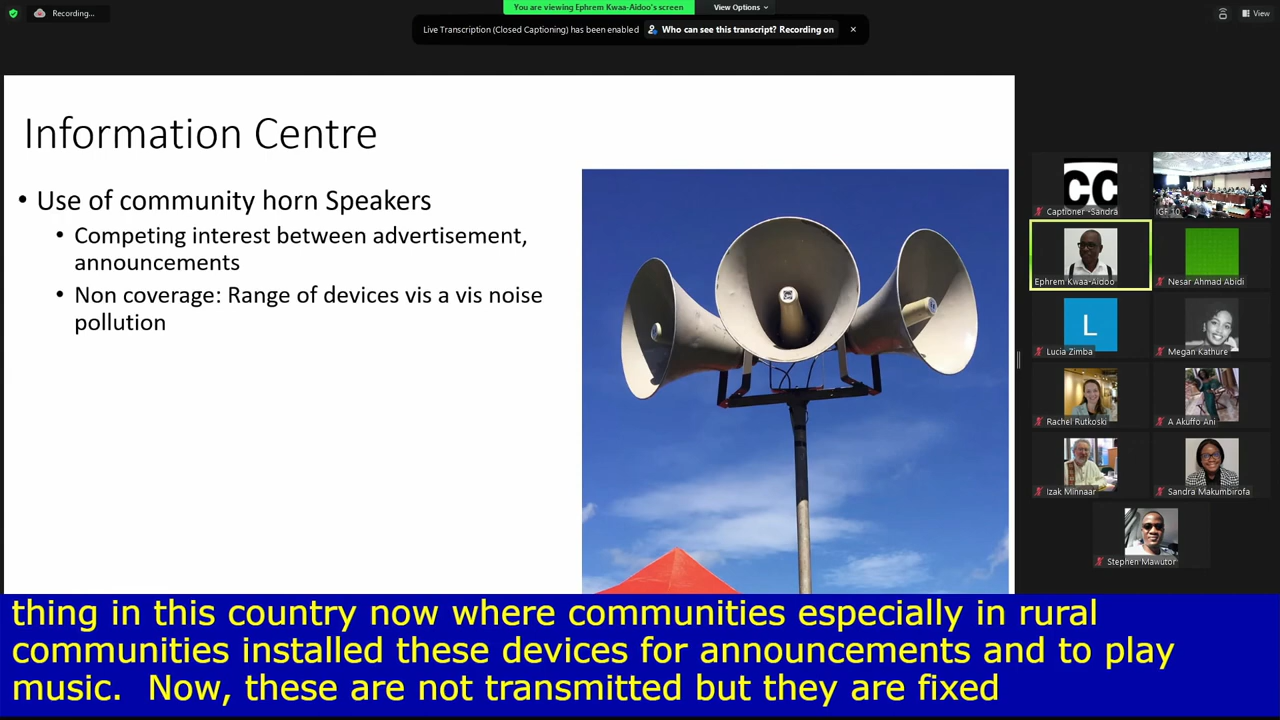 Recording...
You are viewing Ephrem Kwaa-Aidoo's screen
View Options
View
Live Transcription (Closed Captioning) has been enabled
Who can see this transcript? Recording on
Information Centre
• Use of community horn Speakers
• Competing interest between advertisement,
announcements
• Non coverage: Range of devices vis a vis noise
pollution
CC
Captioner -Sandra
IGF 10
Ephrem Kwaa-Aidoo
Nesar Ahmad Abidi
L
Lucia Zimba
Megan Kathure
Rachel Rutkoski
A Akuffo Ani
Izak Minnaar
Sandra Makumbirofa
Stephen Mawutor
thing in this country now where communities especially in rural
communities installed these devices for announcements and to play
music. Now, these are not transmitted but they are fixed